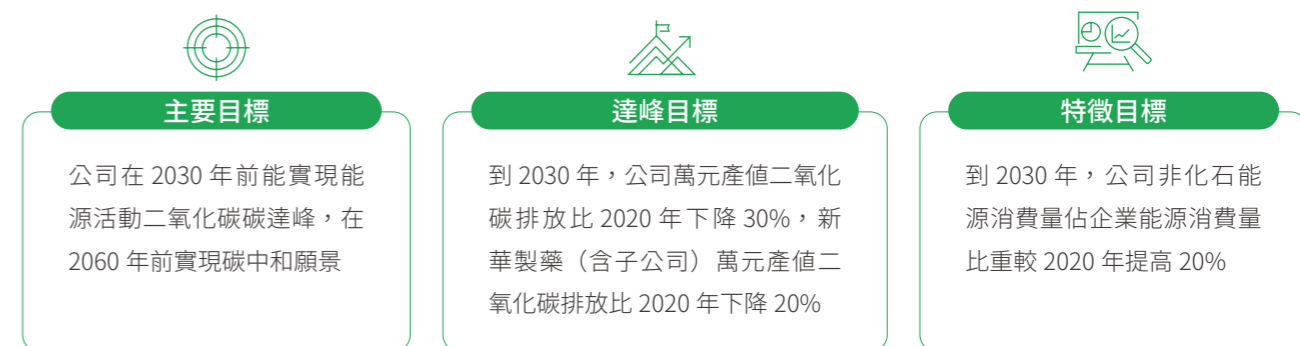 主要目標
公司在 2030 年前能實現能
源活動二氧化碳碳達峰，在
2060 年前實現碳中和願景
達峰目標
到 2030 年，公司萬元產值二氧化
碳排放比 2020 年下降 30%，新
華製藥（含子公司）萬元產值二
氧化碳排放比 2020 年下降 20%
特徵目標
到 2030 年，公司非化石能
源消費量佔企業能源消費量
比重較 2020 年提高 20%